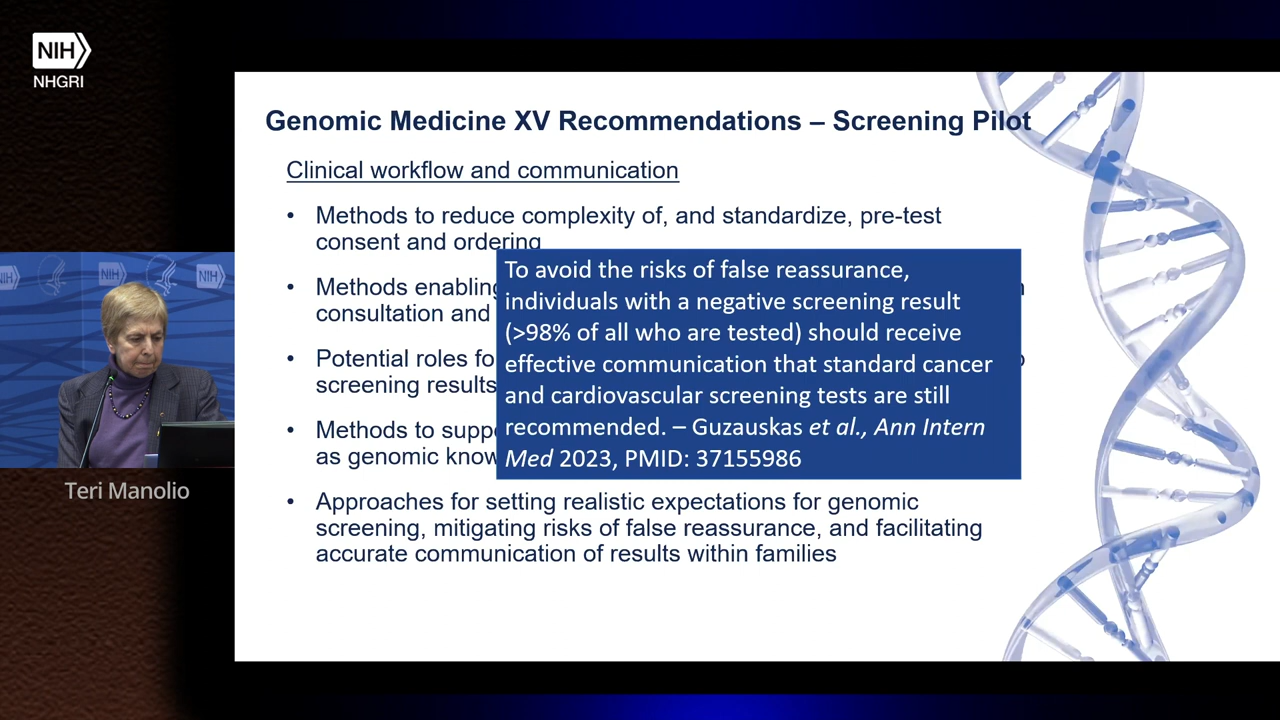 NIH
NHGRI
Genomic Medicine XV Recommendations – Screening Pilot
Clinical workflow and communication
• Methods to reduce complexity of, and standardize, pre-test
consent and ordering
• Methods enabling
consultation and
• Potential roles fo
screening results
• Methods to supp
as genomic know
To avoid the risks of false reassurance,
individuals with a negative screening result
(>98% of all who are tested) should receive
effective communication that standard cancer
and cardiovascular screening tests are still
recommended. – Guzauskas et al., Ann Intern
Med 2023, PMID: 37155986
• Approaches for setting realistic expectations for genomic
screening, mitigating risks of false reassurance, and facilitating
accurate communication of results within families
NIH
NIH
NIH
Teri Manolio